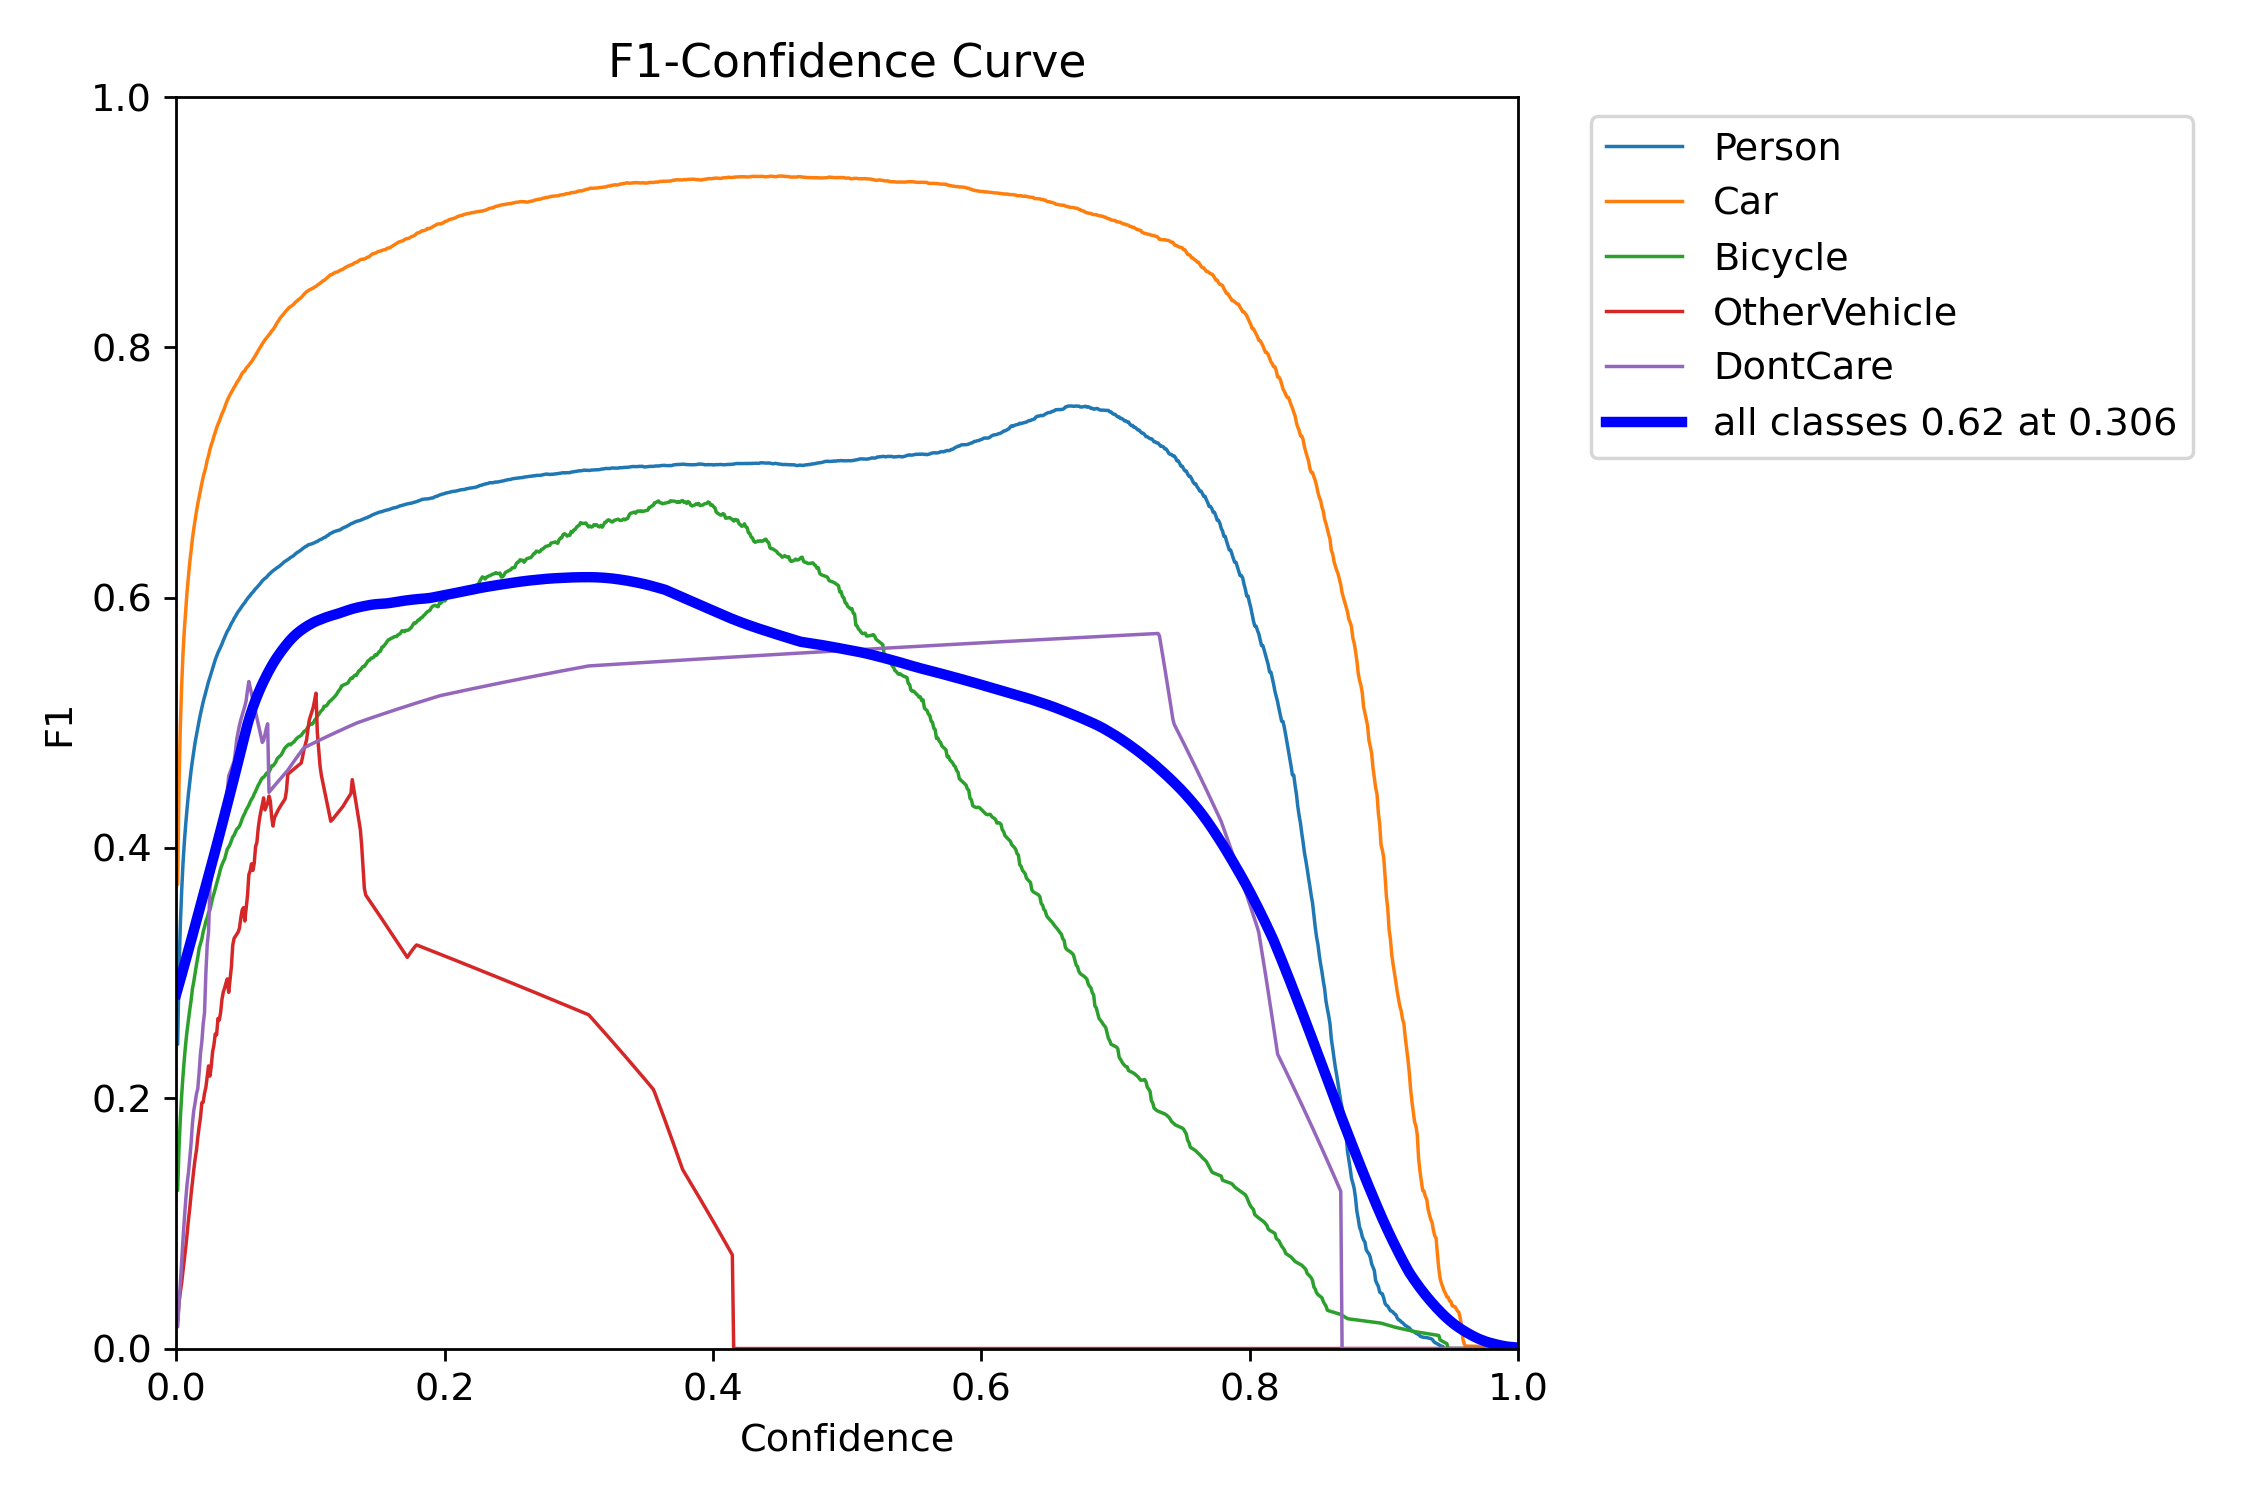 F1-Confidence Curve
1.0
0.8
0.6
0.4
0.2
0.0
F1
0.0 0.2 0.4 0.6 0.8 1.0
Confidence
Person
Car
Bicycle
OtherVehicle
DontCare
all classes 0.62 at 0.306